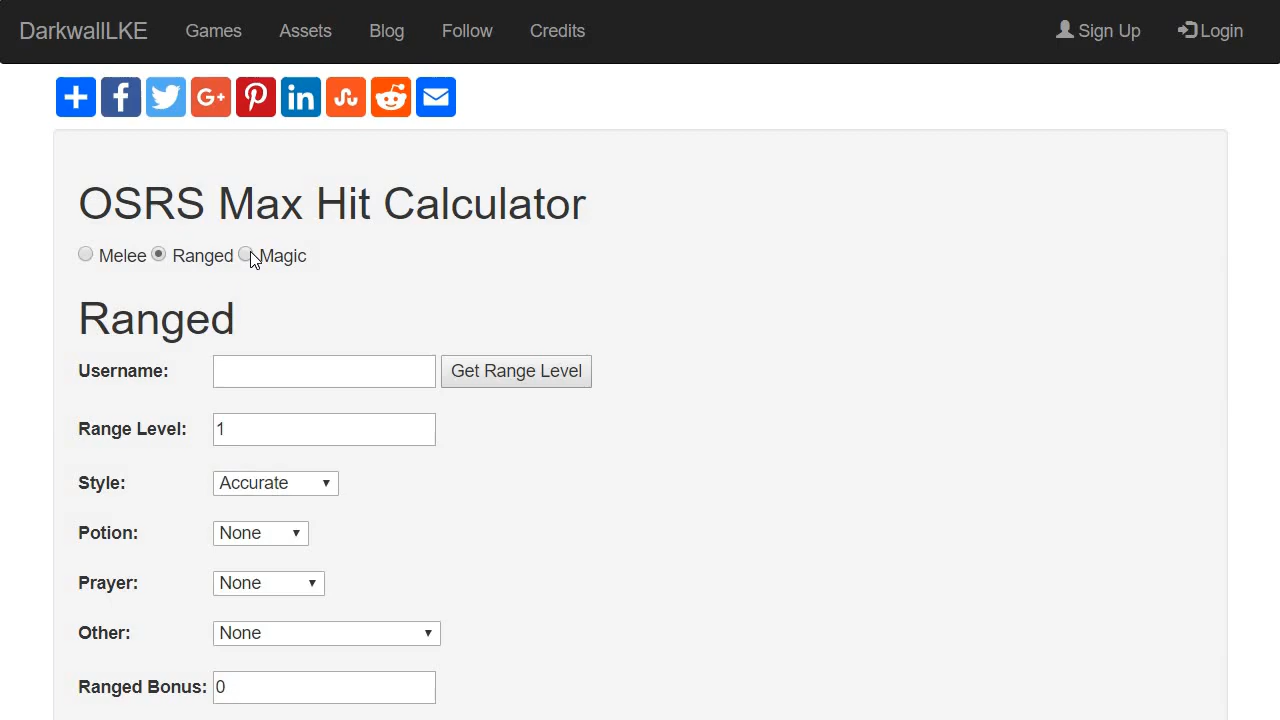 DarkwallLKE Games Assets Blog Follow Credits Sign Up Login
OSRS Max Hit Calculator
Melee Ranged Magic
Ranged
Username: Get Range Level
Range Level: 1
Style: Accurate
Potion: None
Prayer: None
Other: None
Ranged Bonus: 0